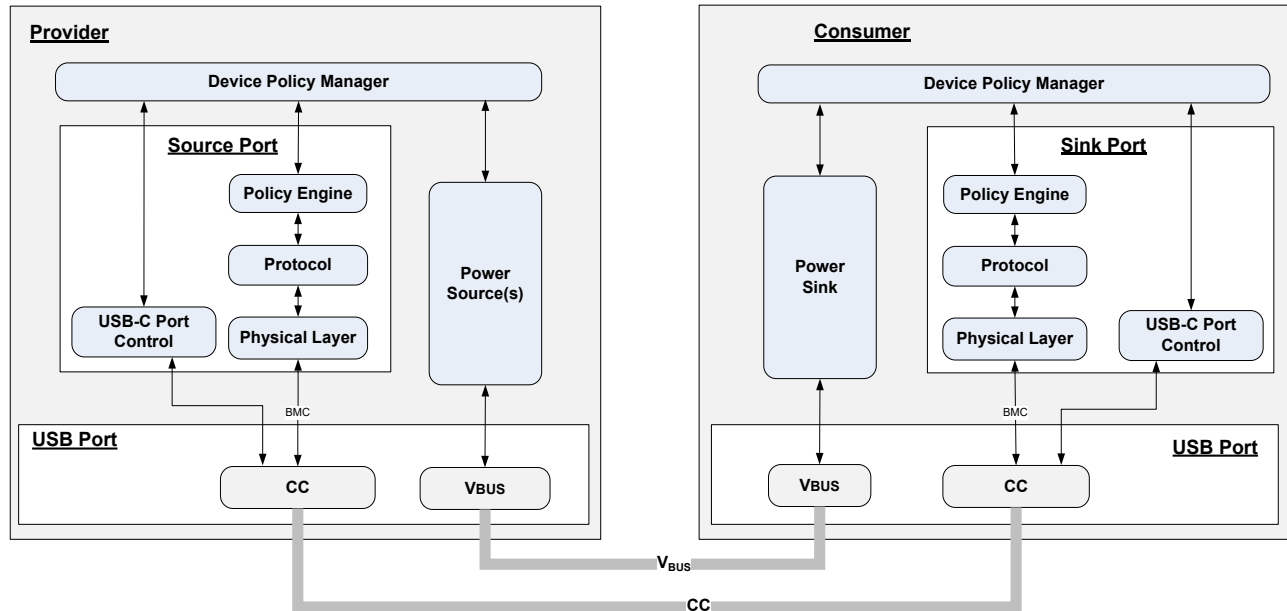 Provider
Device Policy Manager
Source Port
Policy Engine
Protocol
Physical Layer
USB-C Port
Control
Power
Source(s)
BMC
USB Port
CC
VBUS
Consumer
Device Policy Manager
Sink Port
Power
Sink
Policy Engine
Protocol
Physical Layer
USB-C Port
Control
BMC
USB Port
VBUS
CC
VBUS
CC